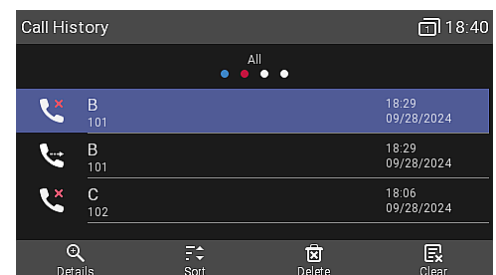 Call History 1 18:40
All
B 18:29
101 09/28/2024
B 18:29
101 09/28/2024
C 18:06
102 09/28/2024
Details Sort Delete Clear